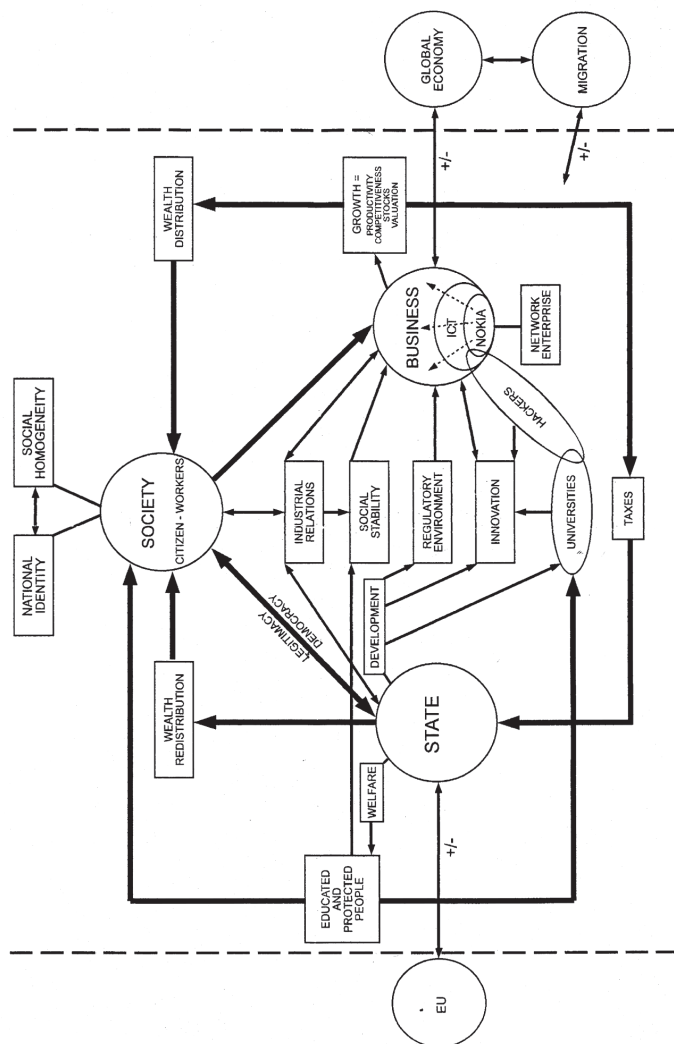 NATIONAL
IDENTITY
SOCIAL
HOMOGENEITY
SOCIETY
CITIZEN - WORKERS
WEALTH
REDISTRIBUTION
WEALTH
DISTRIBUTION
LEGITIMACY
DEMOCRACY
INDUSTRIAL
RELATIONS
SOCIAL
STABILITY
EDUCATED
AND
PROTECTED
PEOPLE
WELFARE
STATE
DEVELOPMENT
REGULATORY
ENVIRONMENT
INNOVATION
GROWTH =
PRODUCTIVITY
COMPETITIVENESS
STOCKS
VALUATION
BUSINESS
ICT
NOKIA
NETWORK
ENTERPRISE
HACKERS
UNIVERSITIES
TAXES
EU
+/-
+/-
GLOBAL
ECONOMY
MIGRATION
+/-